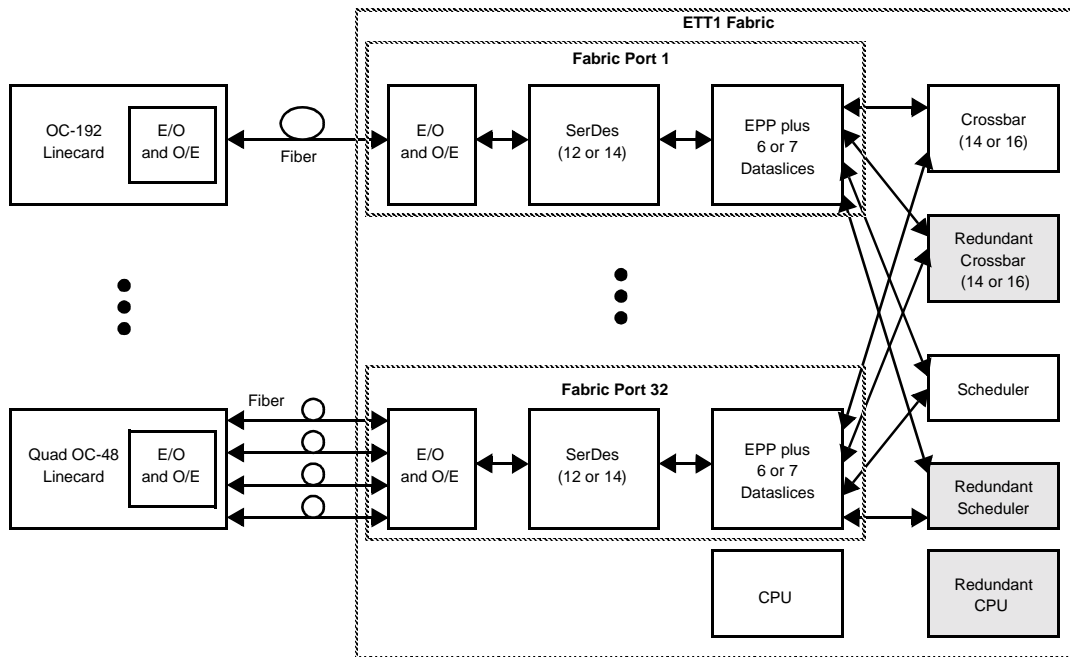 ETT1 Fabric
Fabric Port 1
OC-192
Linecard
E/O
and O/E
Fiber
E/O
and O/E
SerDes
(12 or 14)
EPP plus
6 or 7
Dataslices
Crossbar
(14 or 16)
Redundant
Crossbar
(14 or 16)
Scheduler
Fabric Port 32
Fiber
Quad OC-48
Linecard
E/O
and O/E
E/O
and O/E
SerDes
(12 or 14)
EPP plus
6 or 7
Dataslices
Redundant
Scheduler
CPU
Redundant
CPU